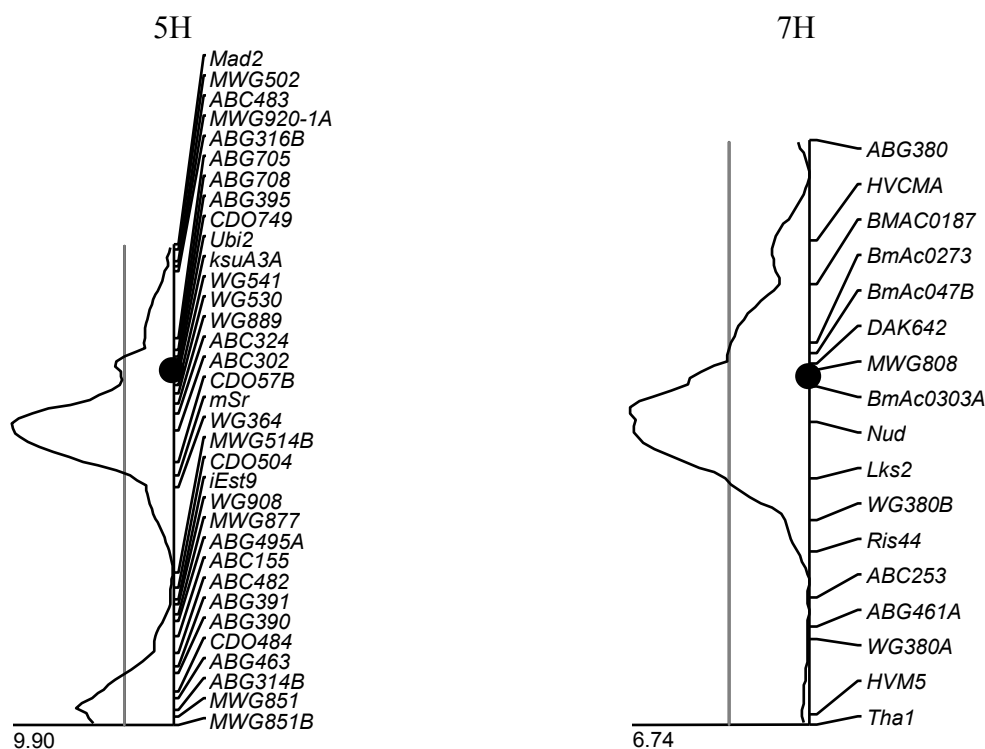 5H
Mad2
MWG502
ABC483
MWG920-1A
ABG316B
ABG705
ABG708
ABG395
CDO749
Ubi2
ksuA3A
WG541
WG530
WG889
ABC324
ABC302
CDO57B
mSr
WG364
MWG514B
CDO504
iEst9
WG908
MWG877
ABG495A
ABC155
ABC482
ABG391
ABG390
CDO484
ABG463
ABG314B
MWG851
MWG851B
9.90
7H
ABG380
HVCMA
BMAC0187
BmAc0273
BmAc047B
DAK642
MWG808
BmAc0303A
Nud
Lks2
WG380B
Ris44
ABC253
ABG461A
WG380A
HVM5
Tha1
6.74